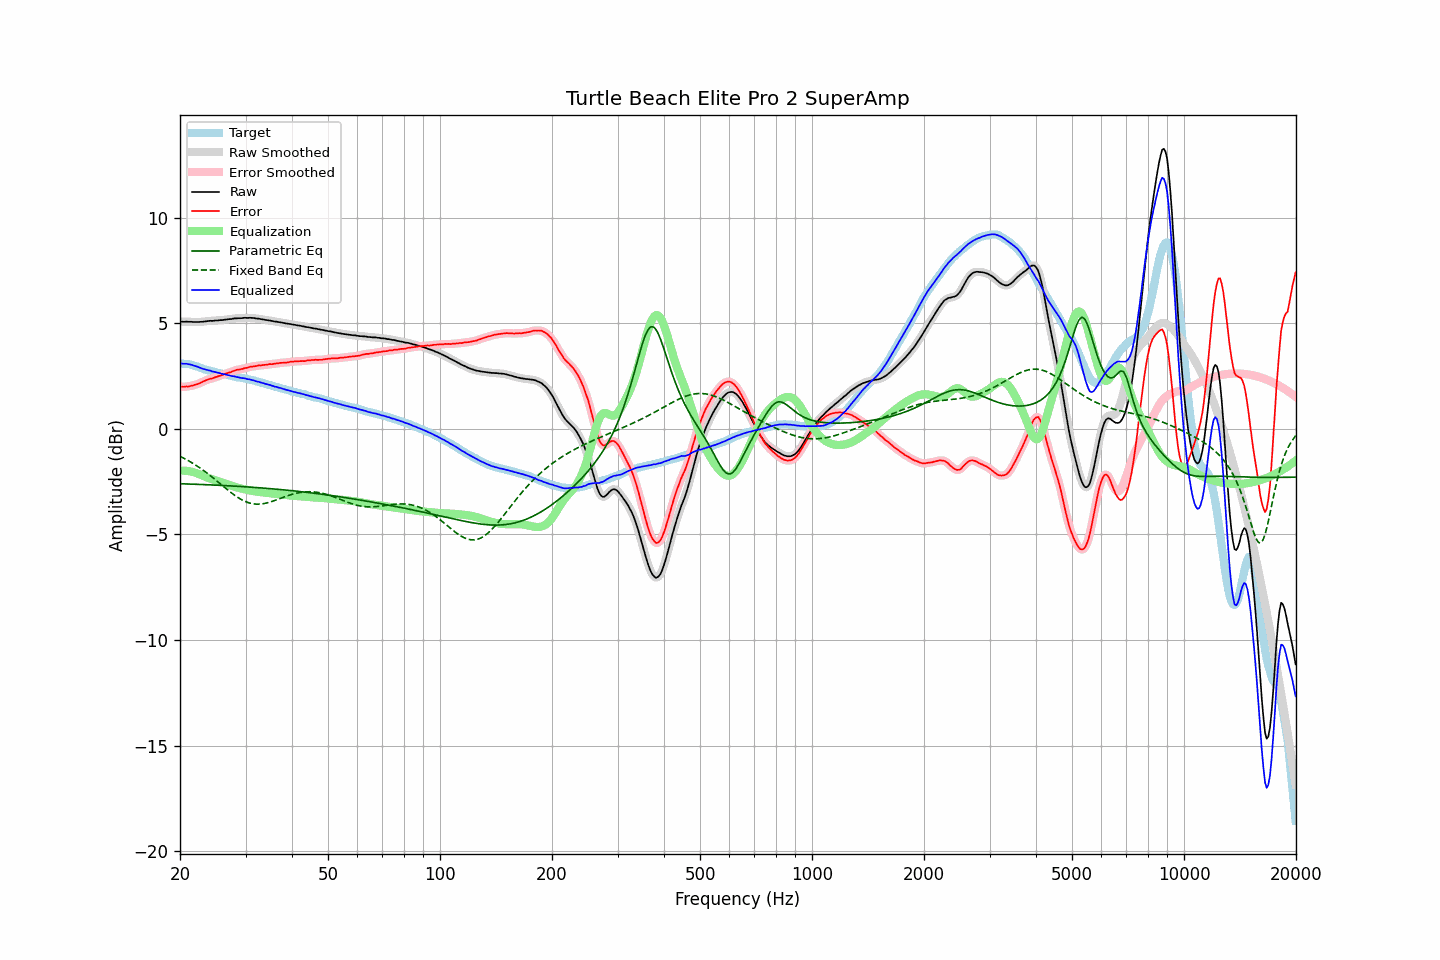 Turtle Beach Elite Pro 2 SuperAmp
Target
Raw Smoothed
Error Smoothed
Raw
Error
Equalization
Parametric Eq
Fixed Band Eq
Equalized
Amplitude (dBr)
10
5
0
−5
−10
−15
−20
20 50 100 200 500 1000 2000 5000 10000 20000
Frequency (Hz)